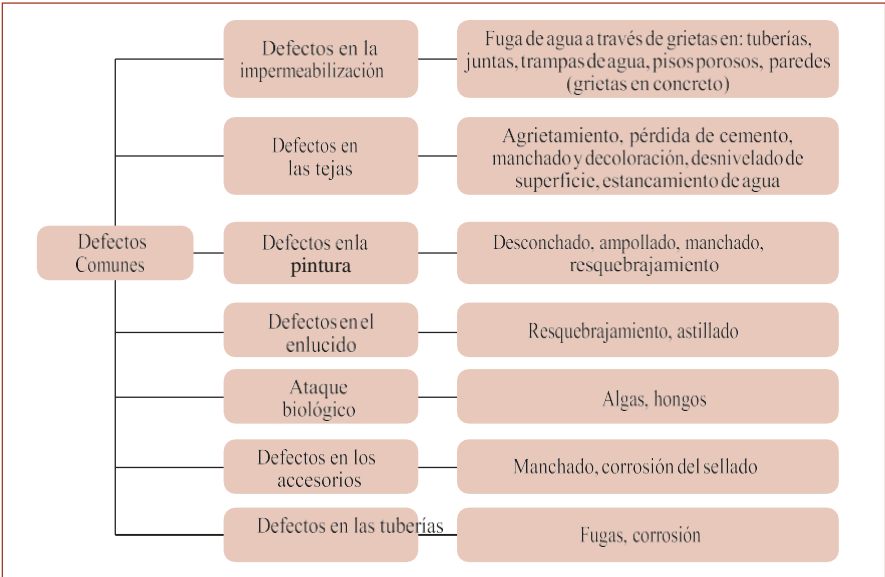 Defectos en la
impermeabilización
Fuga de agua a través de grietas en: tuberías,
juntas, trampas de agua, pisos porosos, paredes
(grietas en concreto)
Defectos en
las tejas
Agrietamiento, pérdida de cemento,
manchado y decoloración, desnivelado de
superficie, estancamiento de agua
Defectos
Comunes
Defectos en la
pintura
Desconchado, ampollado, manchado,
resquebrajamiento
Defectos en el
enlucido
Resquebrajamiento, astillado
Ataque
biológico
Algas, hongos
Defectos en los
accesorios
Manchado, corrosión del sellado
Defectos en las tuberías
Fugas, corrosión